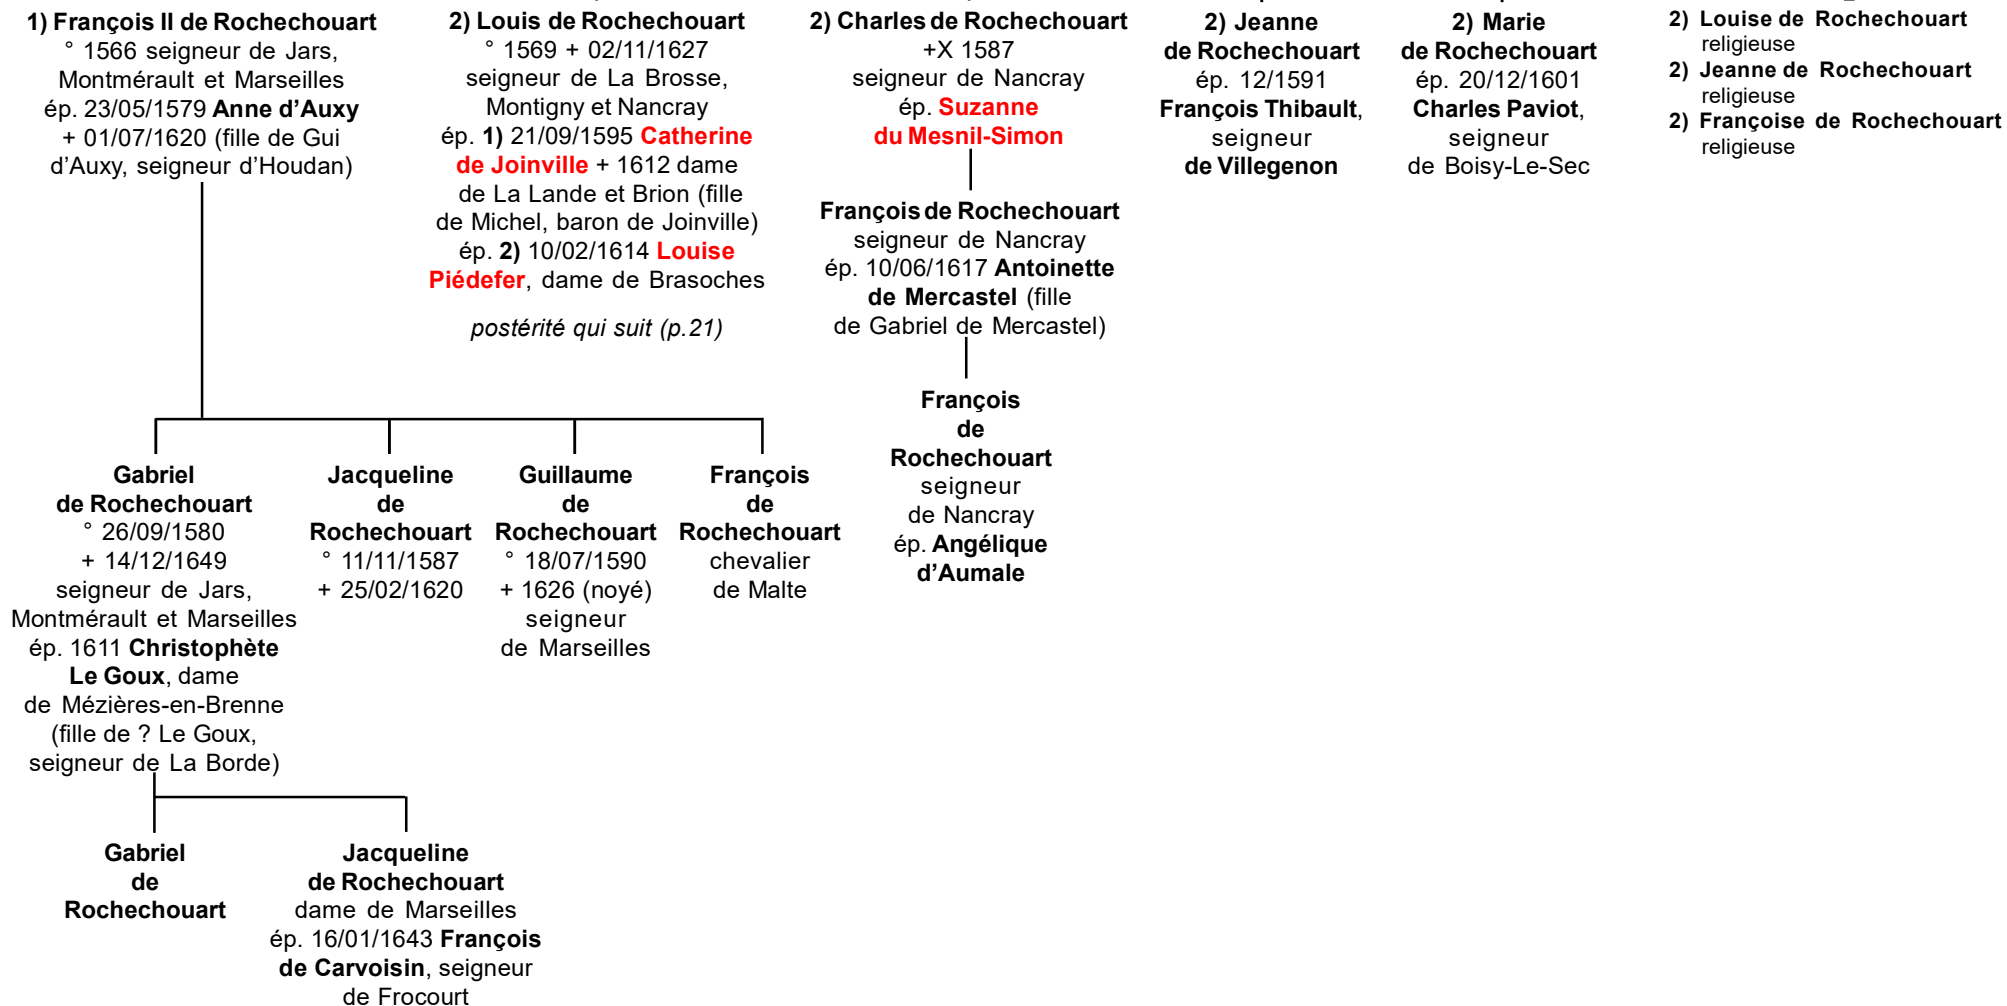 1) François II de Rochechouart
° 1566 seigneur de Jars,
Montmérault et Marseilles
ép. 23/05/1579 Anne d’Auxy
+ 01/07/1620 (fille de Gui
d’Auxy, seigneur d’Houdan)
2) Louis de Rochechouart
° 1569 + 02/11/1627
seigneur de La Brosse,
Montigny et Nancray
ép. 1) 21/09/1595 Catherine
de Joinville + 1612 dame
de La Lande et Brion (fille
de Michel, baron de Joinville)
ép. 2) 10/02/1614 Louise
Piédefer, dame de Brasoches
postérité qui suit (p.21)
2) Charles de Rochechouart
+X 1587
seigneur de Nancray
ép. Suzanne
du Mesnil-Simon
François de Rochechouart
seigneur de Nancray
ép. 10/06/1617 Antoinette
de Mercastel (fille
de Gabriel de Mercastel)
François
de
Rochechouart
seigneur
de Nancray
ép. Angélique
d’Aumale
2) Jeanne
de Rochechouart
ép. 12/1591
François Thibault,
seigneur
de Villegenon
2) Marie
de Rochechouart
ép. 20/12/1601
Charles Paviot,
seigneur
de Boisy-Le-Sec
2) Louise de Rochechouart
religieuse
2) Jeanne de Rochechouart
religieuse
2) Françoise de Rochechouart
religieuse
Gabriel
de Rochechouart
° 26/09/1580
+ 14/12/1649
seigneur de Jars,
Montmérault et Marseilles
ép. 1611 Christophète
Le Goux, dame
de Mézières-en-Brenne
(fille de ? Le Goux,
seigneur de La Borde)
Jacqueline
de
Rochechouart
° 11/11/1587
+ 25/02/1620
Guillaume
de
Rochechouart
° 18/07/1590
+ 1626 (noyé)
seigneur
de Marseilles
François
de
Rochechouart
chevalier
de Malte
Gabriel
de
Rochechouart
Jacqueline
de Rochechouart
dame de Marseilles
ép. 16/01/1643 François
de Carvoisin, seigneur
de Frocourt